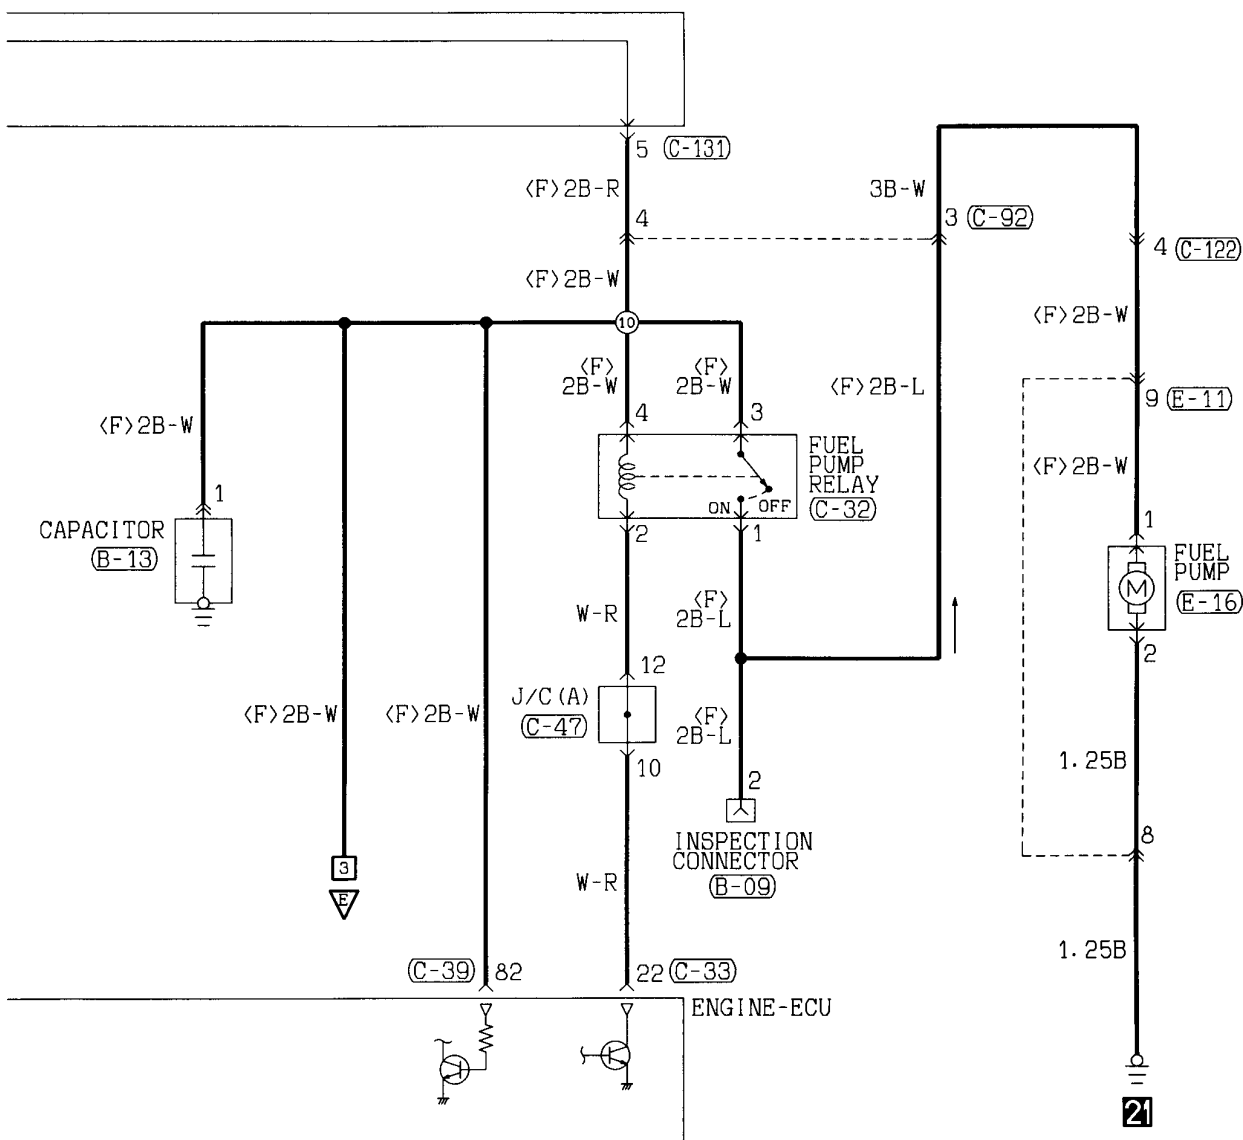 5 (C-131)
<F>2B-R
3B-W
4
3 (C-92)
4 (C-122)
<F>2B-W
<F>2B-W
10
<F>
2B-W
<F>
2B-W
<F>2B-L
9 (E-11)
<F>2B-W
4
3
FUEL
PUMP
RELAY
(C-32)
<F>2B-W
1
ON
OFF
CAPACITOR
(B-13)
2
1
1
FUEL
PUMP
(E-16)
M
W-R
<F>
2B-L
2
12
J/C(A)
(C-47)
<F>2B-W
<F>2B-W
<F>
2B-L
10
2
1.25B
INSPECTION
CONNECTOR
(B-09)
8
3
E
W-R
1.25B
(C-39) 82
22 (C-33)
ENGINE-ECU
21